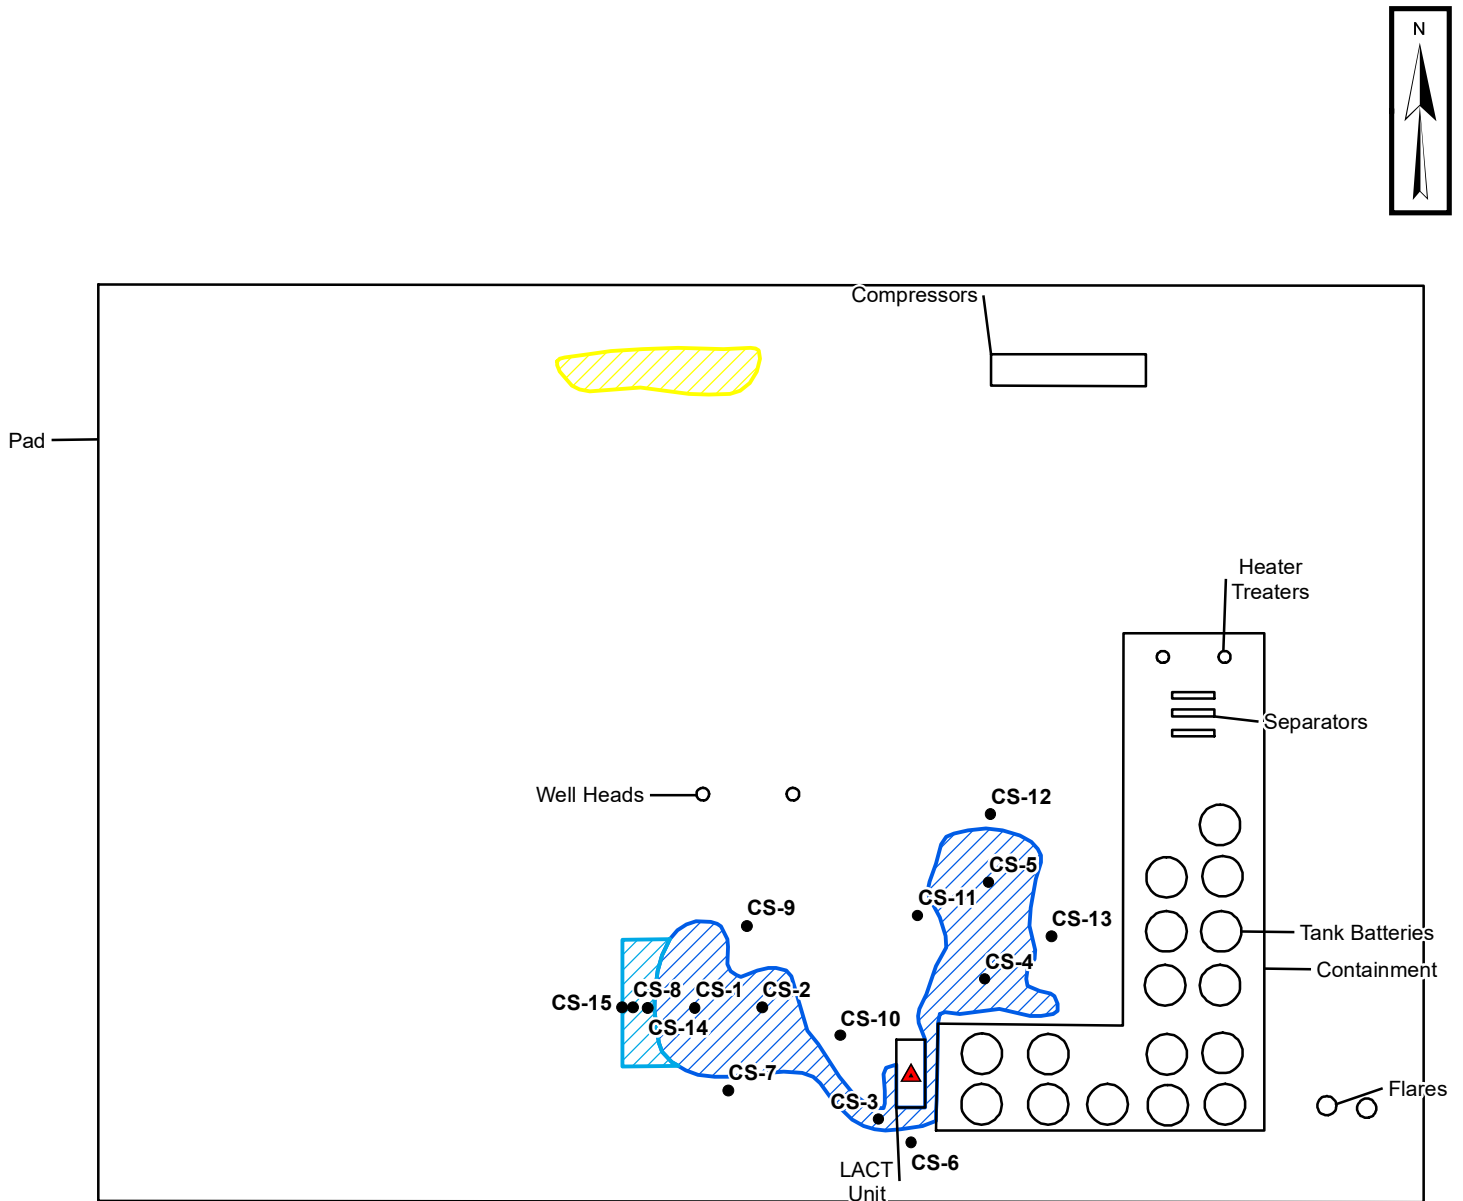 N
Compressors
Pad
Heater
Treaters
Separators
Well Heads
CS-12
CS-5
CS-11
CS-9
CS-13
Tank Batteries
CS-4
Containment
CS-8
CS-1
CS-2
CS-15
CS-14
CS-10
CS-7
Flares
CS-3
CS-6
LACT
Unit